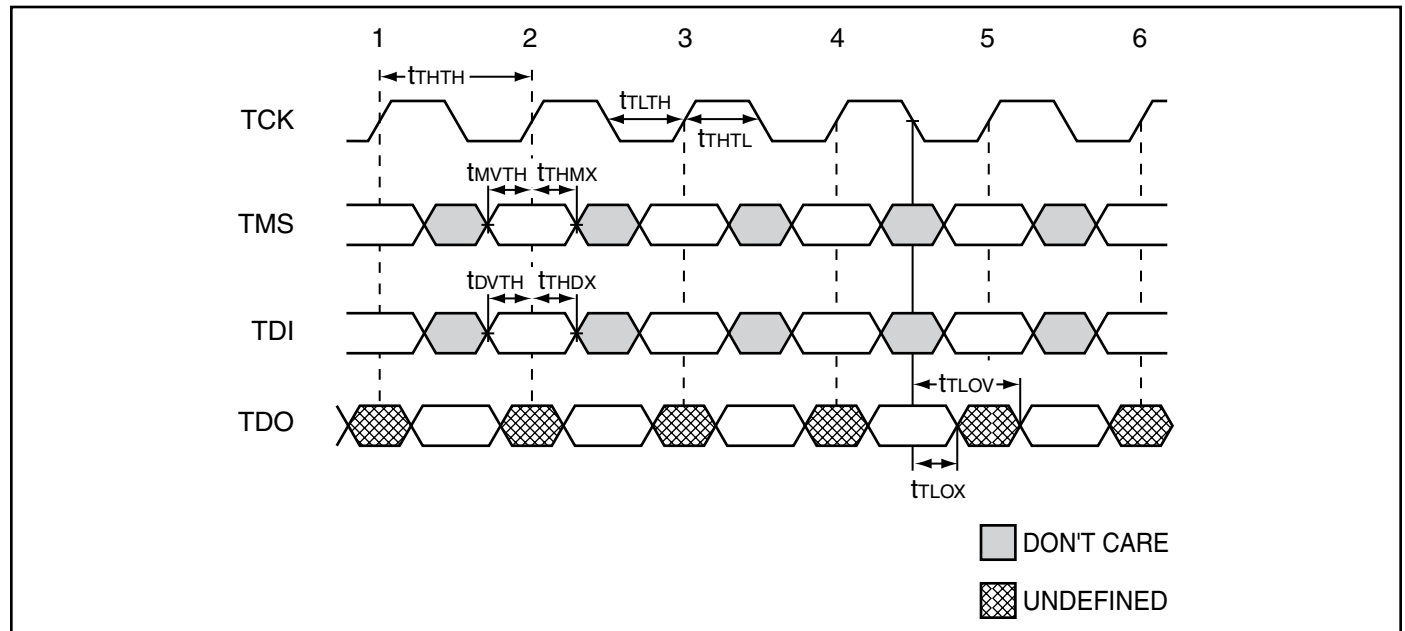 1 2 3 4 5 6
tTHTH
TCK
tTLTH
tTHTL
tMVTH tTHMX
TMS
tDVTH tTHDX
TDI
tTLOV
TDO
tTLOX
DON'T CARE
UNDEFINED